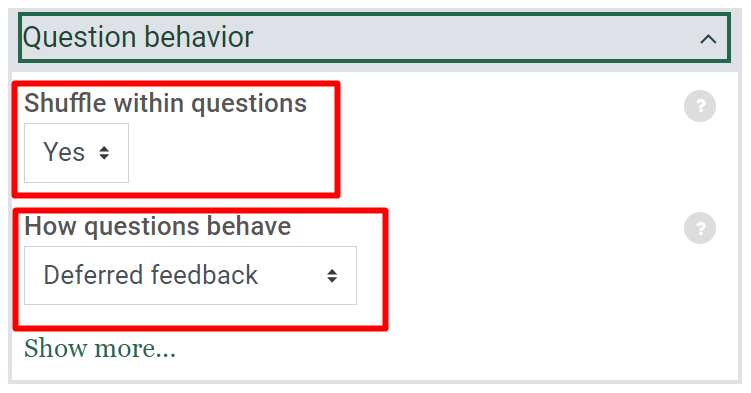 Question behavior
Shuffle within questions
?
Yes
How questions behave
?
Deferred feedback
Show more...